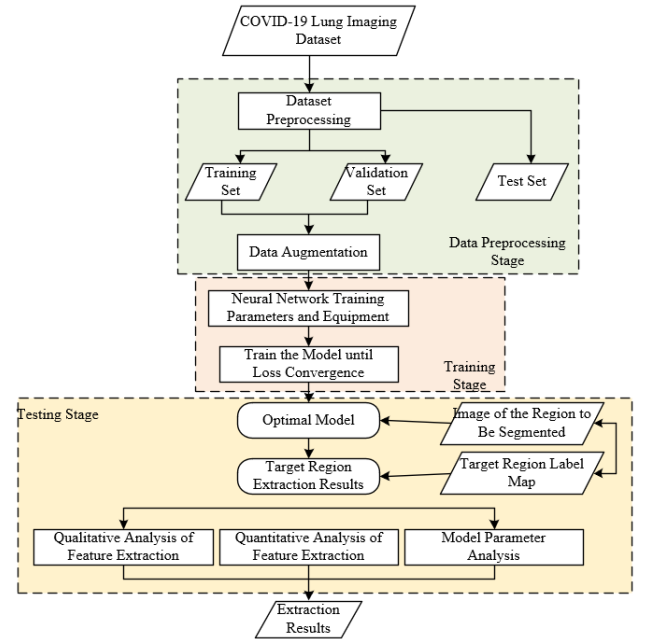 COVID-19 Lung Imaging
Dataset
Dataset
Preprocessing
Training
Set
Validation
Set
Test Set
Data Augmentation
Data Preprocessing
Stage
Neural Network Training
Parameters and Equipment
Train the Model until
Loss Convergence
Training
Stage
Testing Stage
Optimal Model
Image of the Region to
Be Segmented
Target Region
Extraction Results
Target Region Label
Map
Qualitative Analysis of
Feature Extraction
Quantitative Analysis of
Feature Extraction
Model Parameter
Analysis
Extraction
Results